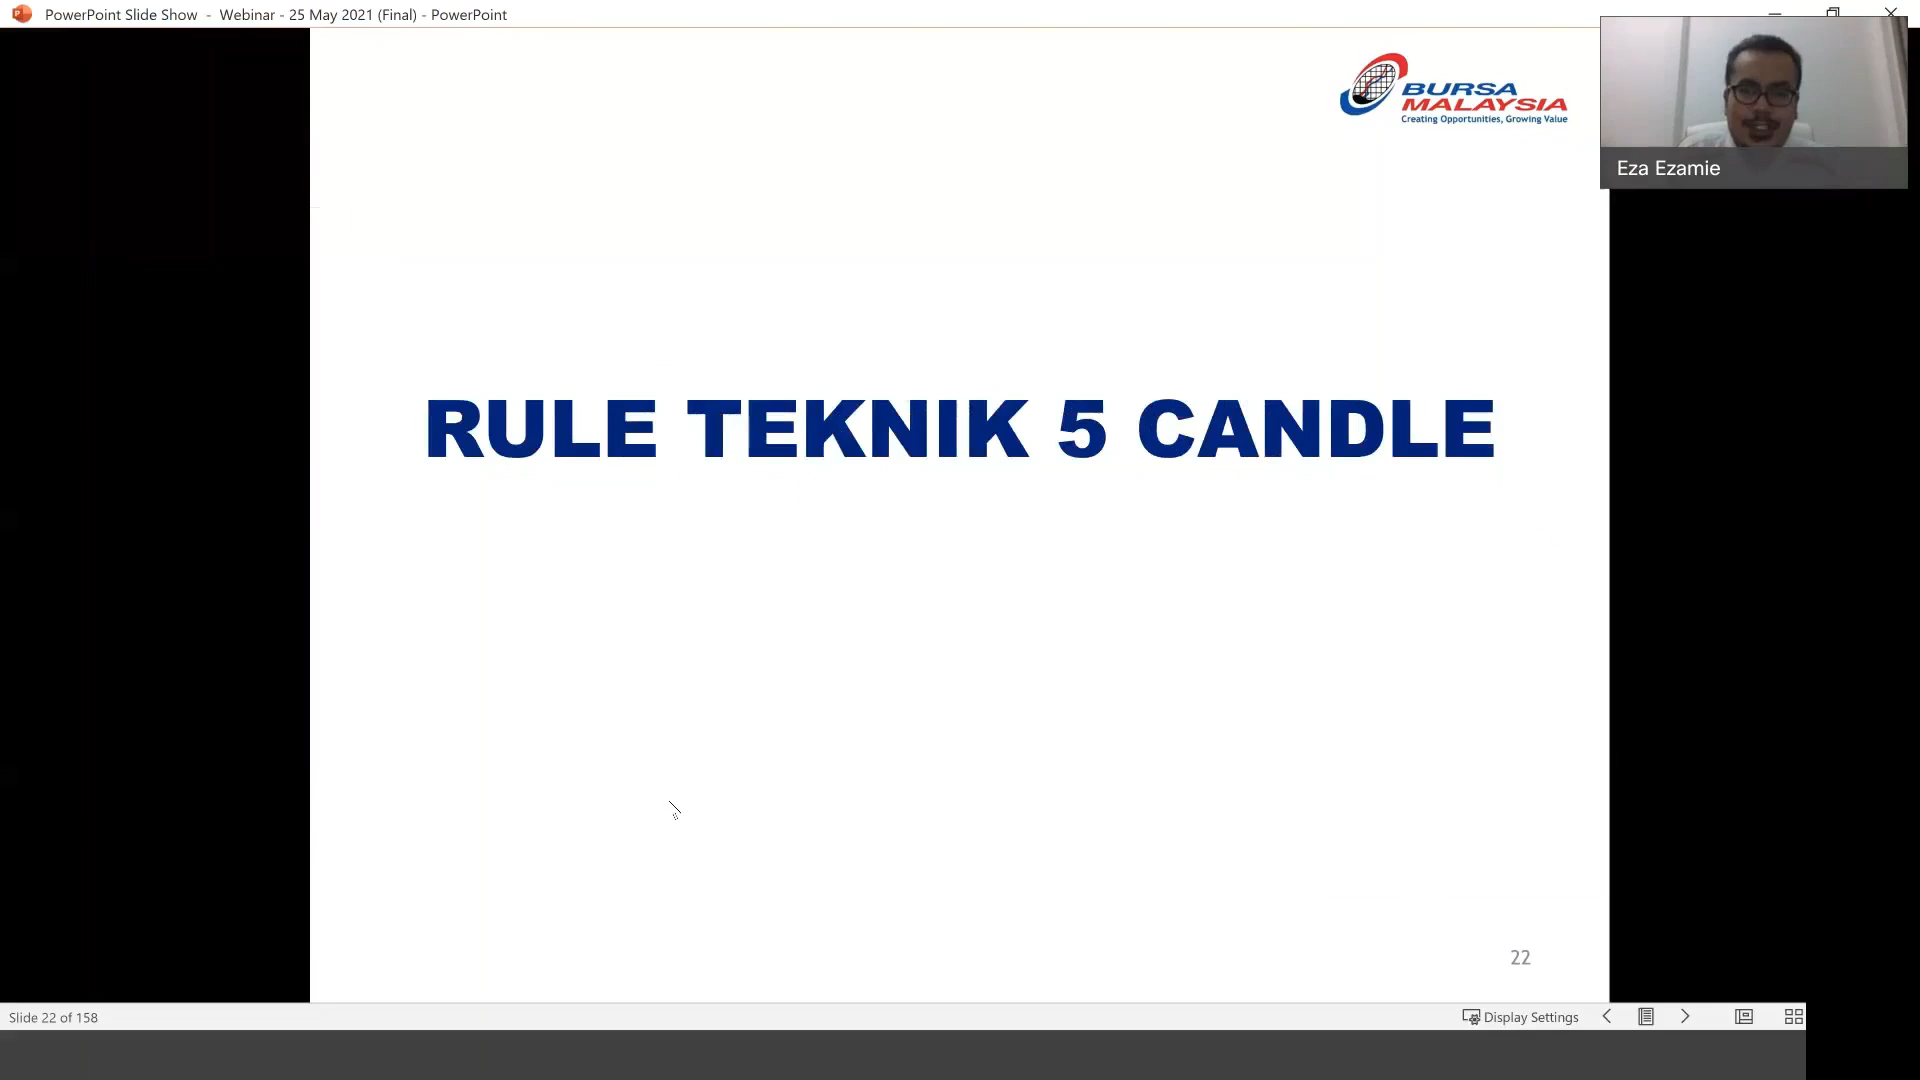 PowerPoint Slide Show - Webinar - 25 May 2021 (Final) - PowerPoint
BURSA
MALAYSIA
Creating Opportunities, Growing Value
Eza Ezamie
RULE TEKNIK 5 CANDLE
22
Slide 22 of 158
Display Settings